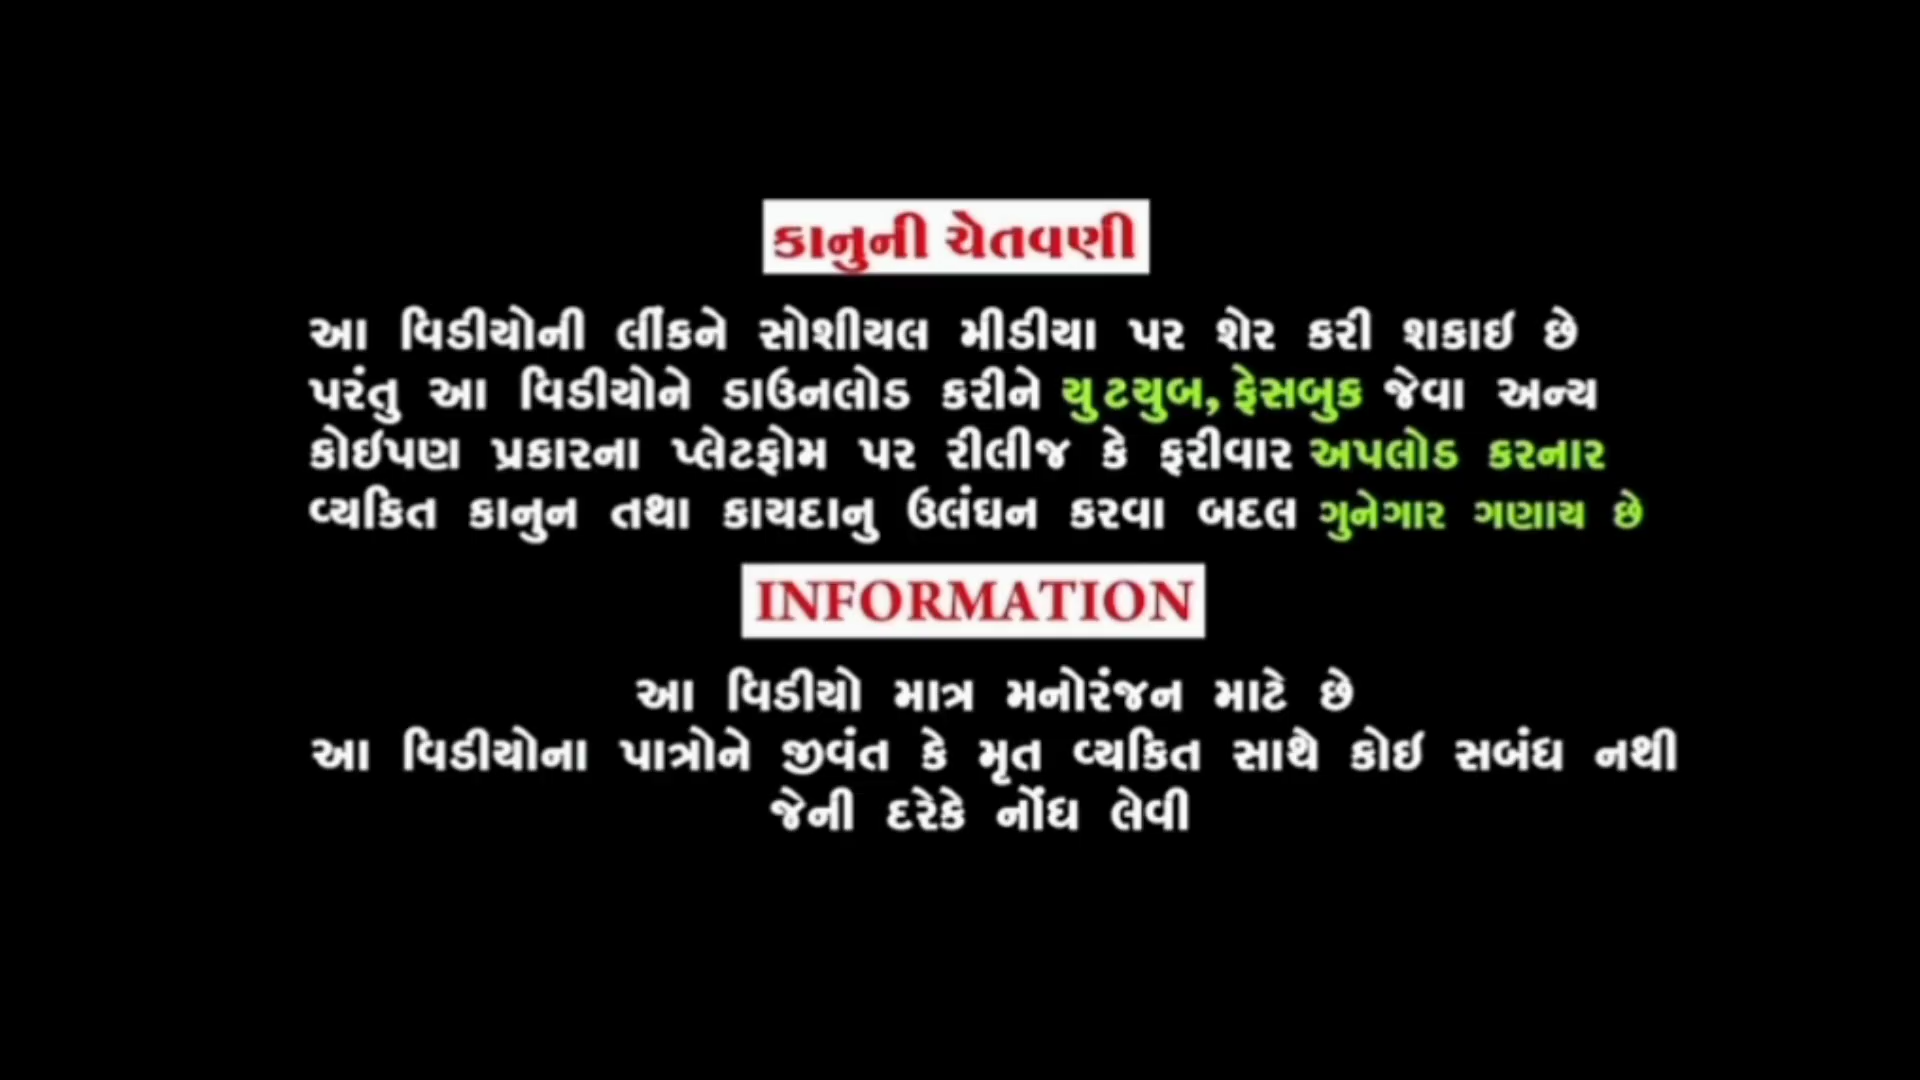 કાનુની ચેતવણી
આ વિડીયોની લીંકને સોશીયલ મીડીયા પર શેર કરી શકાઇ છે
પરંતુ આ વિડીયોને ડાઉનલોડ કરીને યુટયુબ, ફેસબુક જેવા અન્ય
કોઇપણ પ્રકારના પ્લેટફોમ પર રીલીજ કે ફરીવાર અપલોડ કરનાર
વ્યકિત કાનુન તથા કાયદાનુ ઉલંઘન કરવા બદલ ગુનેગાર ગણાય છે
INFORMATION
આ વિડીયો માત્ર મનોરંજન માટે છે
આ વિડીયોના પાત્રોને જીવંત કે મૃત વ્યકિત સાથે કોઇ સબંધ નથી
જેની દરેકે નોંધ લેવી